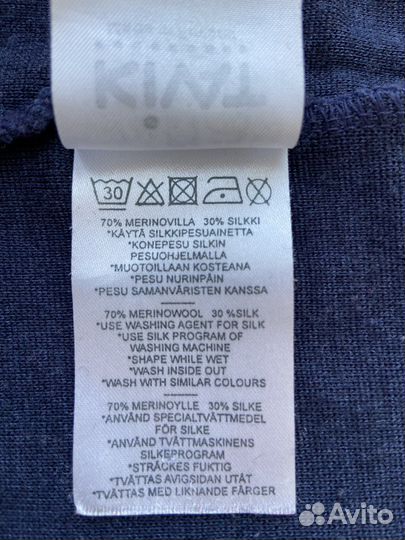 30
70% MERINOVILLA 30% SILKKI
*KÄYTÄ SILKKIPESUAINETTA
*KONEPESU SILKIN
PESUOHJELMALLA
*MUOTOILLAAN KOSTEANA
*PESU NURINPÄIN
*PESU SAMANVÄRISTEN KANSSA
70% MERINOWOOL 30 %SILK
*USE WASHING AGENT FOR SILK
*USE SILK PROGRAM OF
WASHING MACHINE
*SHAPE WHILE WET
*WASH INSIDE OUT
*WASH WITH SIMILAR COLOURS
70% MERINOYLLE 30% SILKE
*ANVÄND SPECIALTVÄTTMEDEL
FÖR SILKE
*ANVÄND TVÄTTMASKINENS
SILKEPROGRAM
*STRÄCKES FUKTIG
*TVÄTTAS AVIGSIDAN UTÅT
*TVÄTTAS MED LIKNANDE FÄRGER
Avito